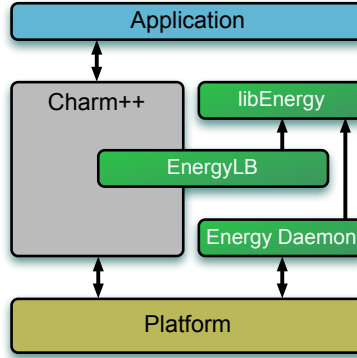 Application
Charm++
libEnergy
EnergyLB
Energy Daemon
Platform